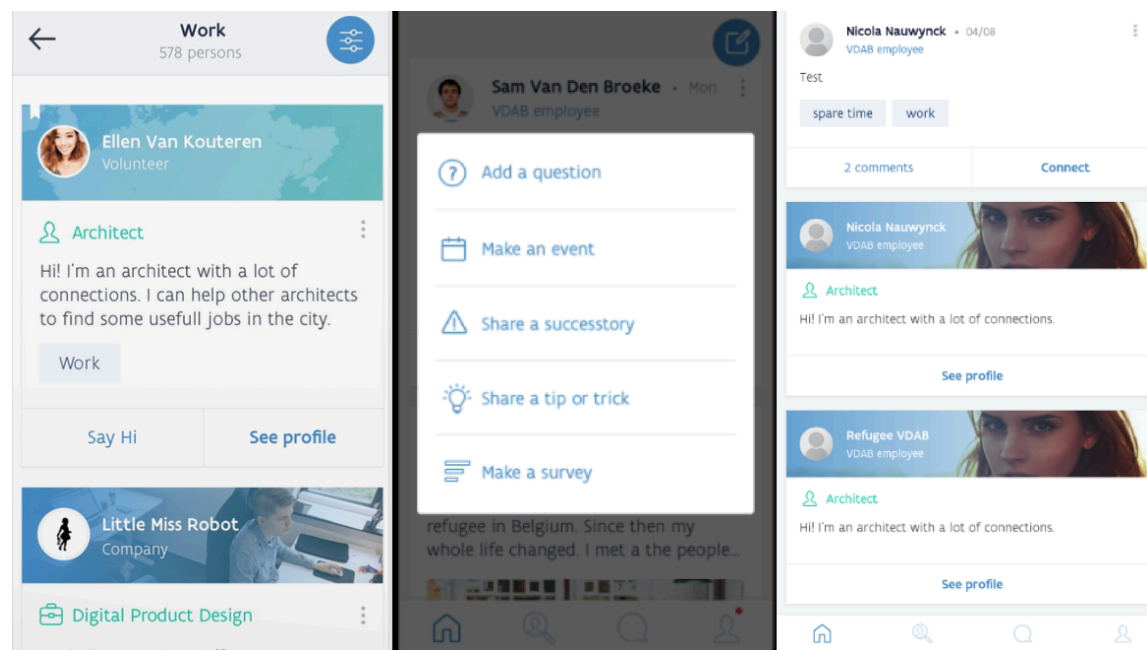 Work
578 persons
Ellen Van Kouteren
Volunteer
Architect
Hi! I'm an architect with a lot of
connections. I can help other architects
to find some usefull jobs in the city.
Work
Say Hi
See profile
Little Miss Robot
Company
Digital Product Design
Sam Van Den Broeke • Mon
VDAB employee
Add a question
Make an event
Share a successtory
Share a tip or trick
Make a survey
refugee in Belgium. Since then my
whole life changed. I met a the people...
Nicola Nauwynck • 04/08
VDAB employee
Test
spare time
work
2 comments
Connect
Nicola Nauwynck
VDAB employee
Architect
Hi! I'm an architect with a lot of connections.
See profile
Refugee VDAB
VDAB employee
Architect
Hi! I'm an architect with a lot of connections.
See profile